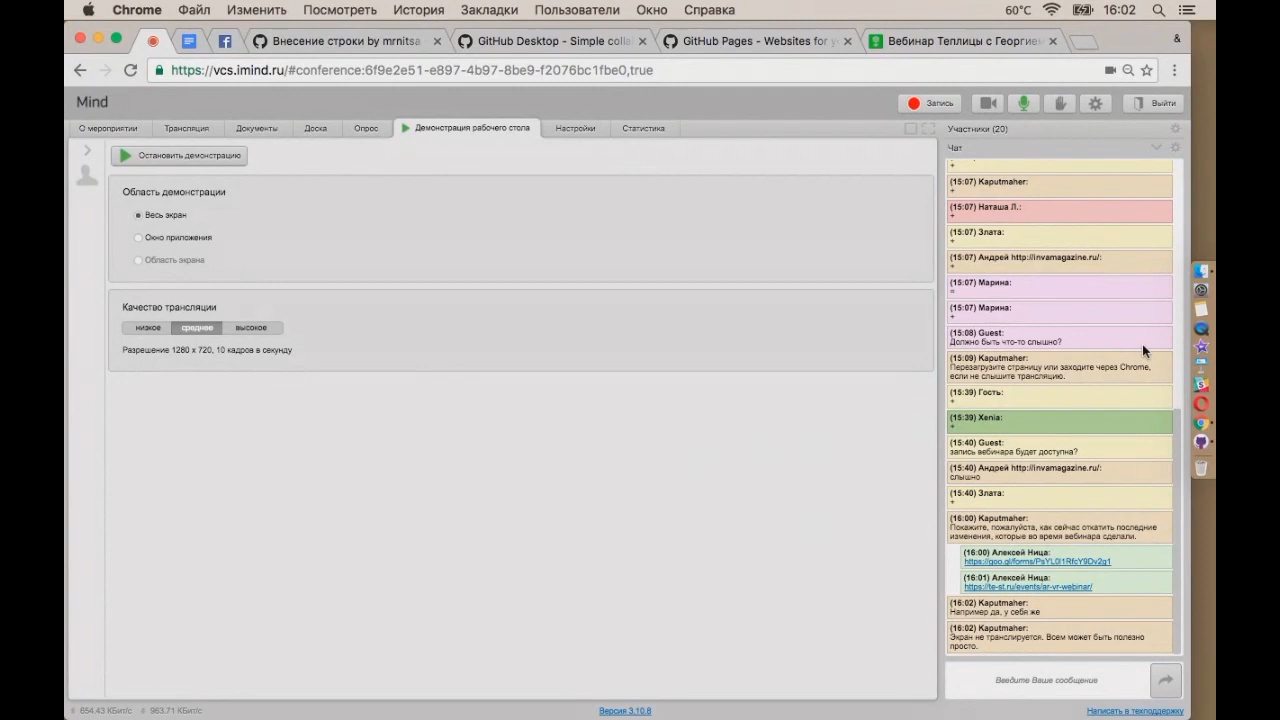 Chrome Файл Изменить Посмотреть История Закладки Пользователи Окно Справка 60°C 16:02
Внесение строки by mrnitsa
GitHub Desktop - Simple colla
GitHub Pages - Websites for y
Вебинар Теплицы с Георгием
https://vcs.imind.ru/#conference:6f9e2e51-e897-4b97-8be9-f2076bc1fbe0,true
Mind
Запись
Выйти
О мероприятии Трансляция Документы Доска Опрос Демонстрация рабочего стола Настройки Статистика
Участники (20)
Чат
Остановить демонстрацию
Область демонстрации
Весь экран
Окно приложения
Область экрана
Качество трансляции
низкое среднее высокое
Разрешение 1280 x 720, 10 кадров в секунду
+
(15:07) Kaputmaher:
+
(15:07) Наташа Л.:
+
(15:07) Злата:
+
(15:07) Андрей http://invamagazine.ru/:
+
(15:07) Марина:
=
(15:07) Марина:
+
(15:08) Guest:
Должно быть что-то слышно?
(15:09) Kaputmaher:
Перезагрузите страницу или заходите через Chrome,
если не слышите трансляцию.
(15:39) Гость:
+
(15:39) Xenia:
+
(15:40) Guest:
запись вебинара будет доступна?
(15:40) Андрей http://invamagazine.ru/:
слышно
(15:40) Злата:
+
(16:00) Kaputmaher:
Покажите, пожалуйста, как сейчас откатить последние
изменения, которые во время вебинара сделали.
(16:00) Алексей Ница:
https://goo.gl/forms/PsYL0l1RfcY9Dv2g1
(16:01) Алексей Ница:
https://te-st.ru/events/ar-vr-webinar/
(16:02) Kaputmaher:
Например да, у себя же
(16:02) Kaputmaher:
Экран не транслируется. Всем может быть полезно
просто.
Введите Ваше сообщение
654.43 КБит/с 963.71 КБит/с
Версия 3.10.8
Написать в техподдержку